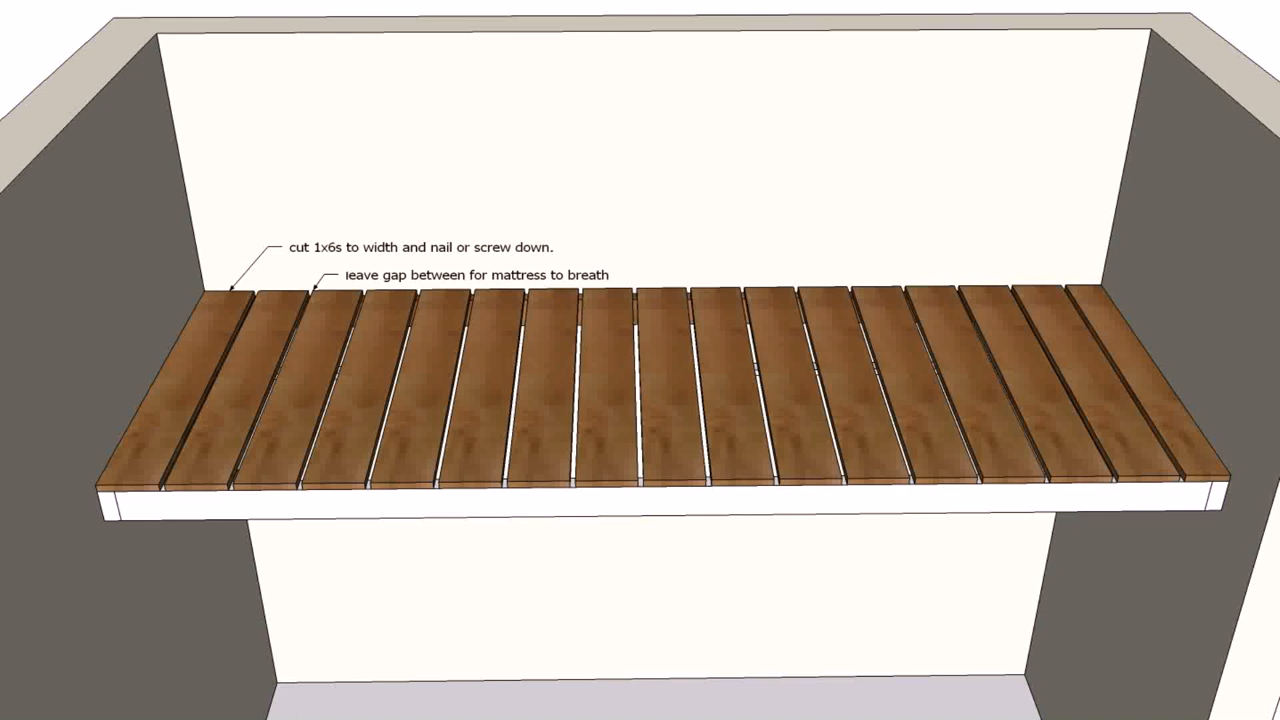 cut 1x6s to width and nail or screw down.
leave gap between for mattress to breath